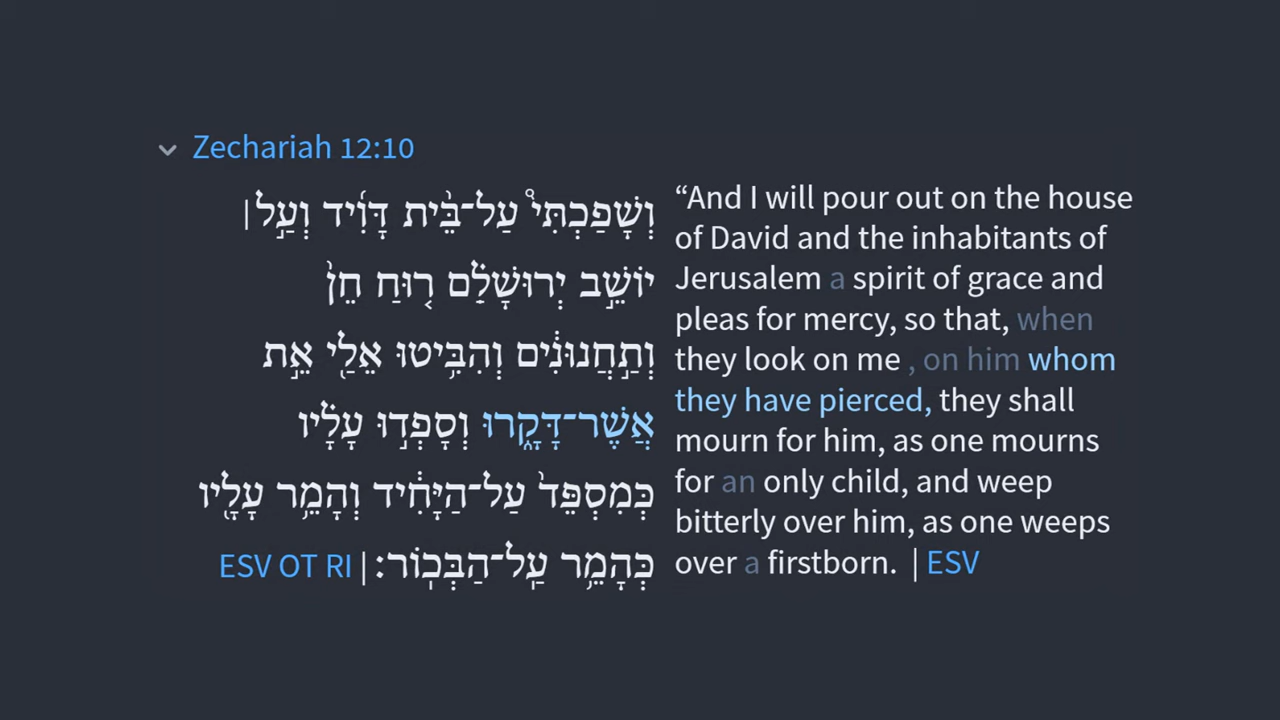 Zechariah 12:10
וְשָׁפַכְתִּי֩ עַל־בֵּ֨ית דָּוִ֜יד וְעַ֣ל ׀
יוֹשֵׁ֣ב יְרוּשָׁלִַ֗ם ר֤וּחַ חֵן֙
וְתַ֣חֲנוּנִ֔ים וְהִבִּ֥יטוּ אֵלַ֖י אֵ֣ת
אֲשֶׁר־דָּקָ֑רוּ וְסָפְד֣וּ עָלָ֗יו
כְּמִסְפֵּד֙ עַל־הַיָּחִ֔יד וְהָמֵ֥ר עָלָ֖יו
כְּהָמֵ֥ר עַֽל־הַבְּכֽוֹר׃ | ESV OT RI
“And I will pour out on the house
of David and the inhabitants of
Jerusalem a spirit of grace and
pleas for mercy, so that, when
they look on me , on him whom
they have pierced, they shall
mourn for him, as one mourns
for an only child, and weep
bitterly over him, as one weeps
over a firstborn. | ESV